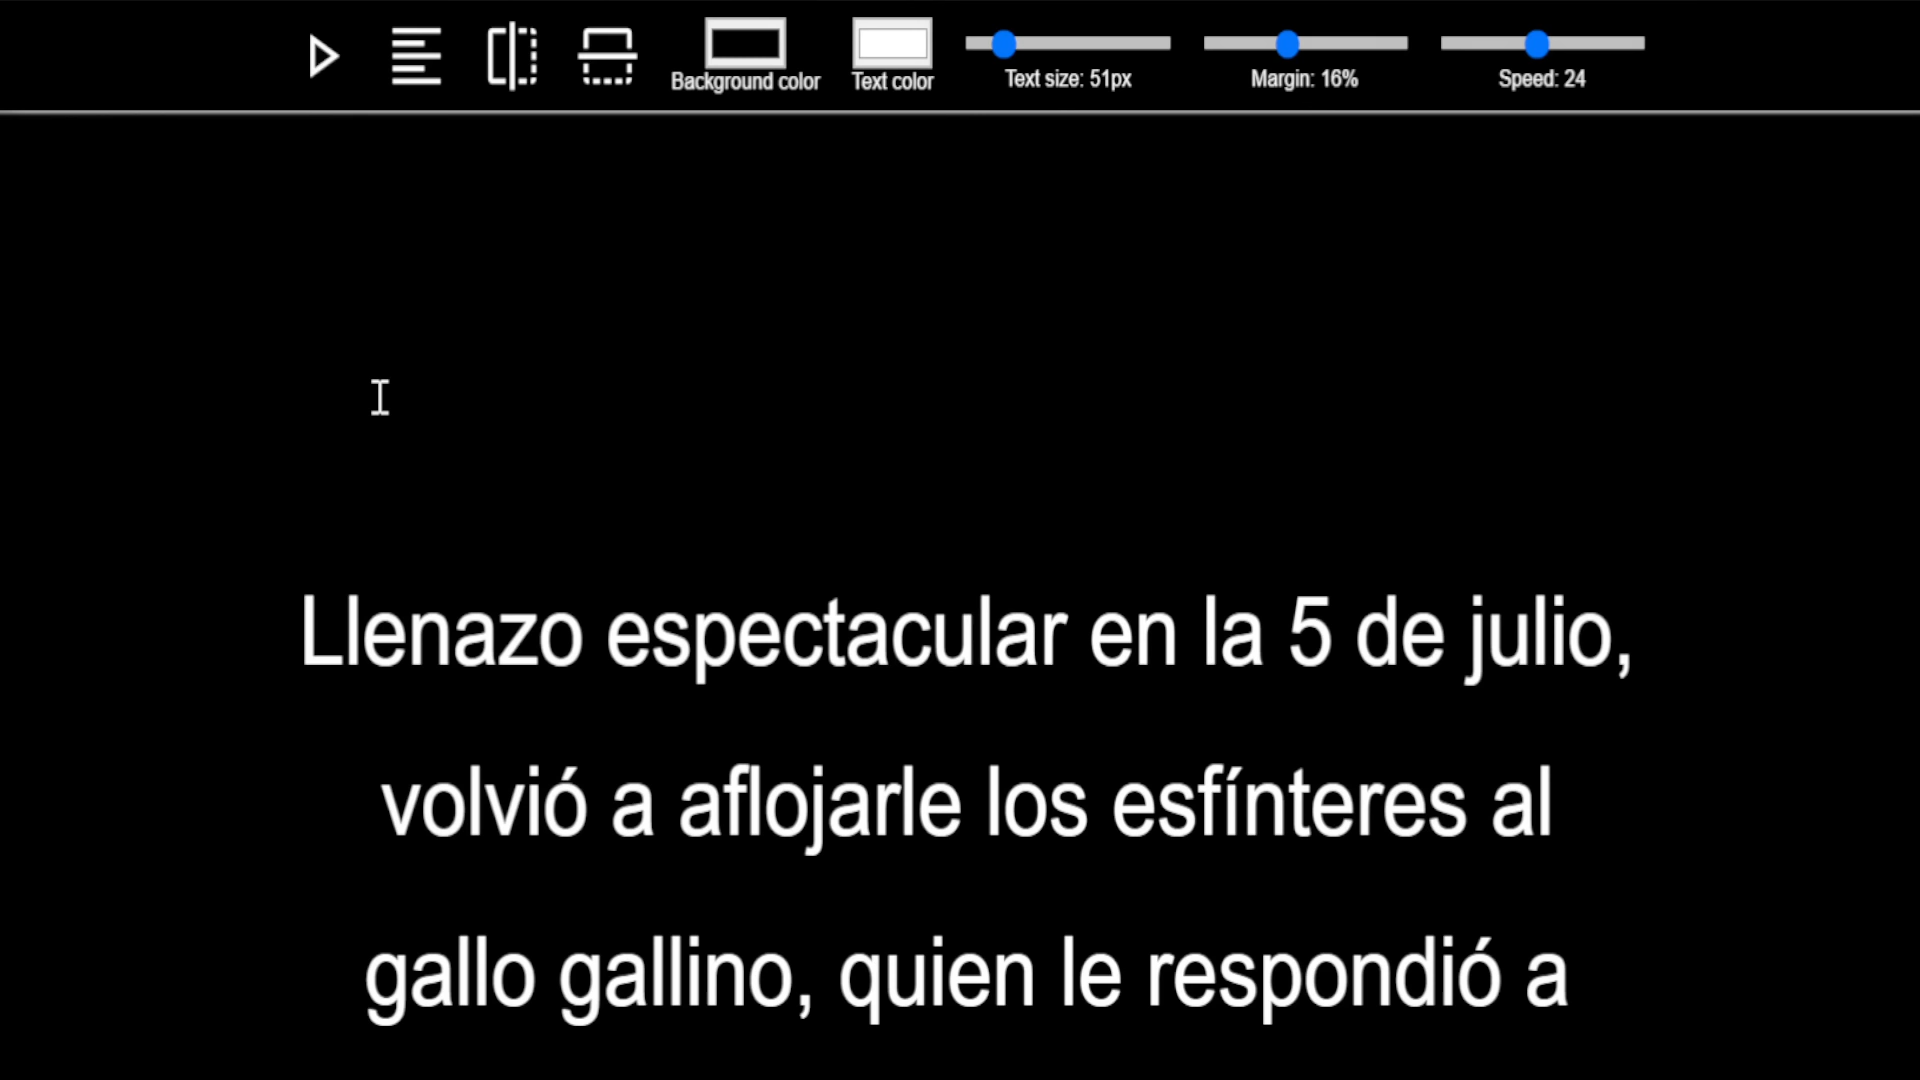 Background color
Text color
Text size: 51px
Margin: 16%
Speed: 24
Llenazo espectacular en la 5 de julio,
volvió a aflojarle los esfínteres al
gallo gallino, quien le respondió a